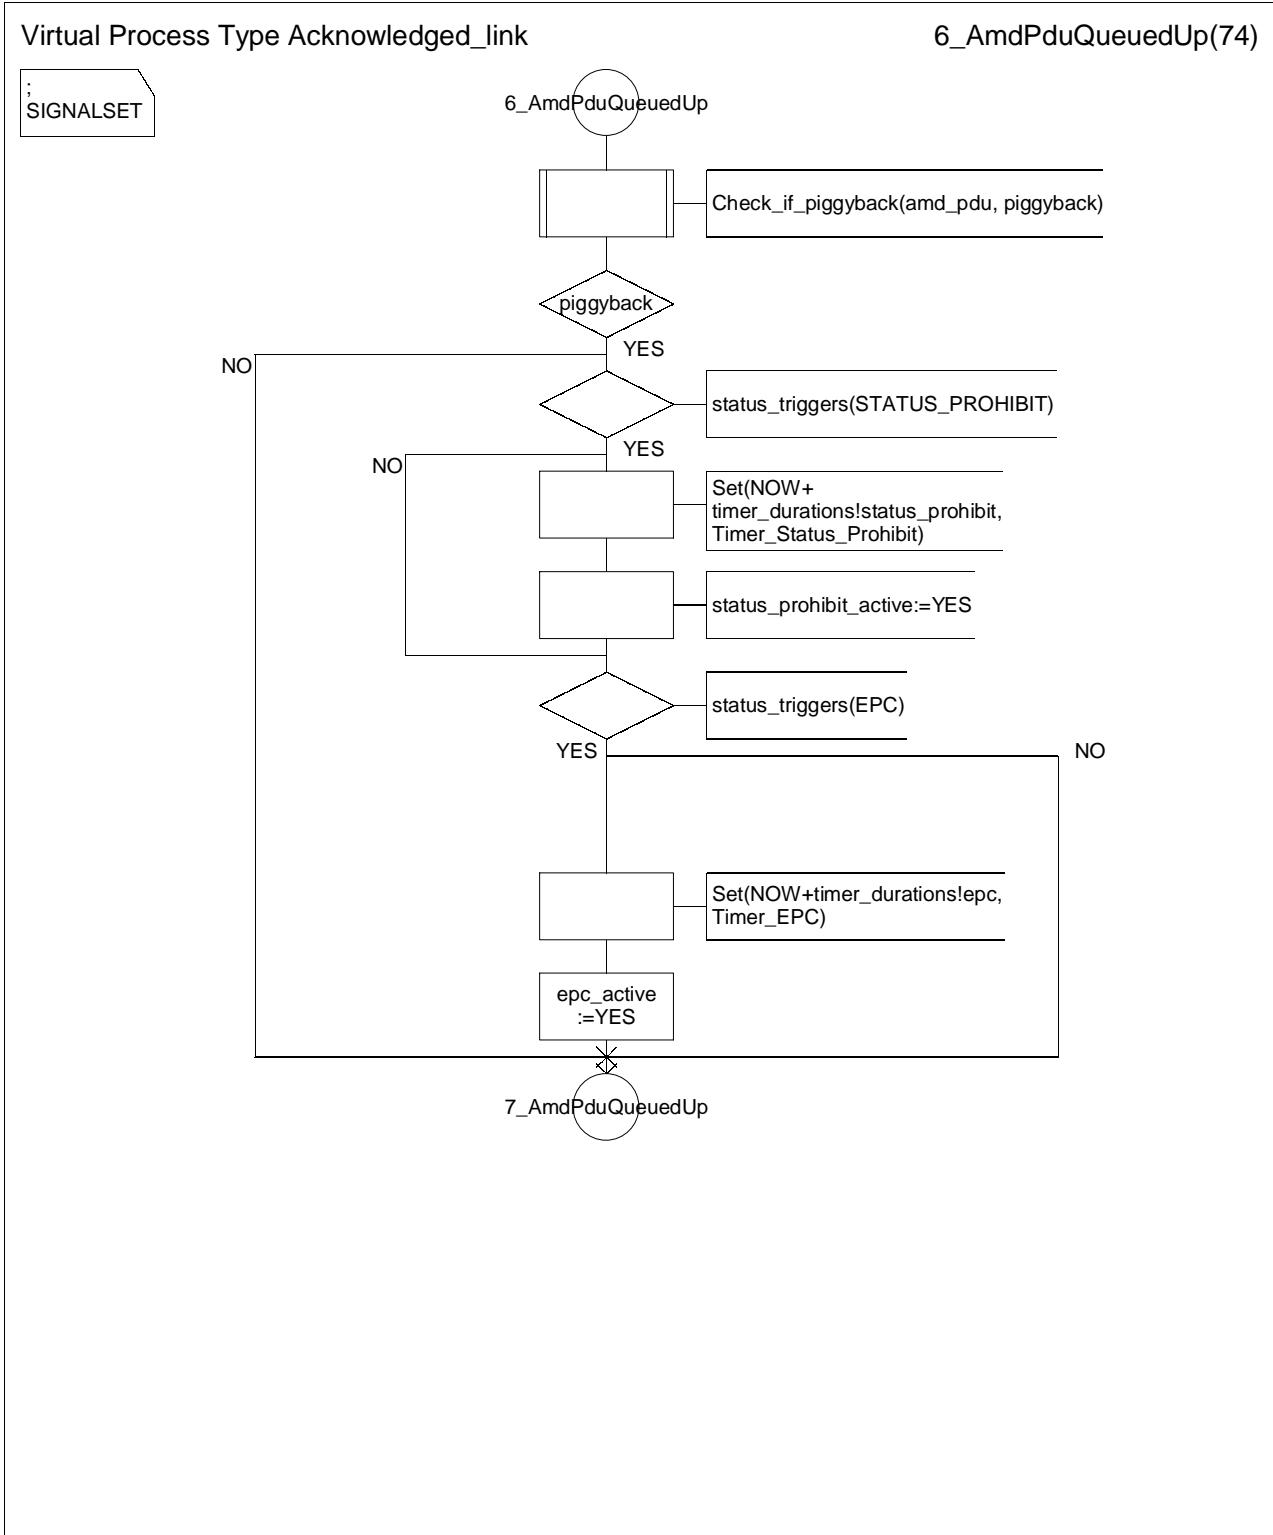 Virtual Process Type Acknowledged_link
6_AmdPduQueuedUp(74)
;
SIGNALSET
6_AmdPduQueuedUp
Check_if_piggyback(amd_pdu, piggyback)
piggyback
YES
NO
status_triggers(STATUS_PROHIBIT)
YES
NO
Set(NOW+
timer_durations!status_prohibit,
Timer_Status_Prohibit)
status_prohibit_active:=YES
status_triggers(EPC)
YES
NO
Set(NOW+timer_durations!epc,
Timer_EPC)
epc_active
:=YES
7_AmdPduQueuedUp